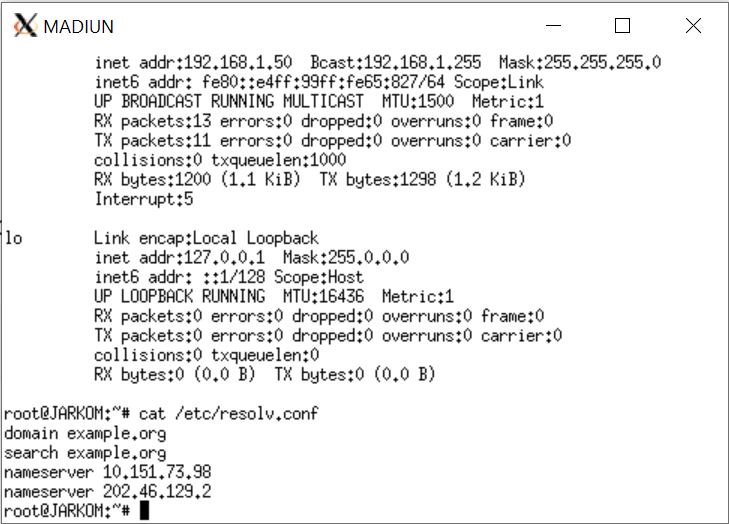 MADIUN
inet addr:192.168.1.50  Bcast:192.168.1.255  Mask:255.255.255.0
inet6 addr: fe80::e4ff:99ff:fe65:827/64 Scope:Link
UP BROADCAST RUNNING MULTICAST  MTU:1500  Metric:1
RX packets:13 errors:0 dropped:0 overruns:0 frame:0
TX packets:11 errors:0 dropped:0 overruns:0 carrier:0
collisions:0 txqueuelen:1000
RX bytes:1200 (1.1 KiB)  TX bytes:1298 (1.2 KiB)
Interrupt:5
lo        Link encap:Local Loopback
inet addr:127.0.0.1  Mask:255.0.0.0
inet6 addr: ::1/128 Scope:Host
UP LOOPBACK RUNNING  MTU:16436  Metric:1
RX packets:0 errors:0 dropped:0 overruns:0 frame:0
TX packets:0 errors:0 dropped:0 overruns:0 carrier:0
collisions:0 txqueuelen:0
RX bytes:0 (0.0 B)  TX bytes:0 (0.0 B)
root@JARKOM:~# cat /etc/resolv.conf
domain example.org
search example.org
nameserver 10.151.73.98
nameserver 202.46.129.2
root@JARKOM:~#